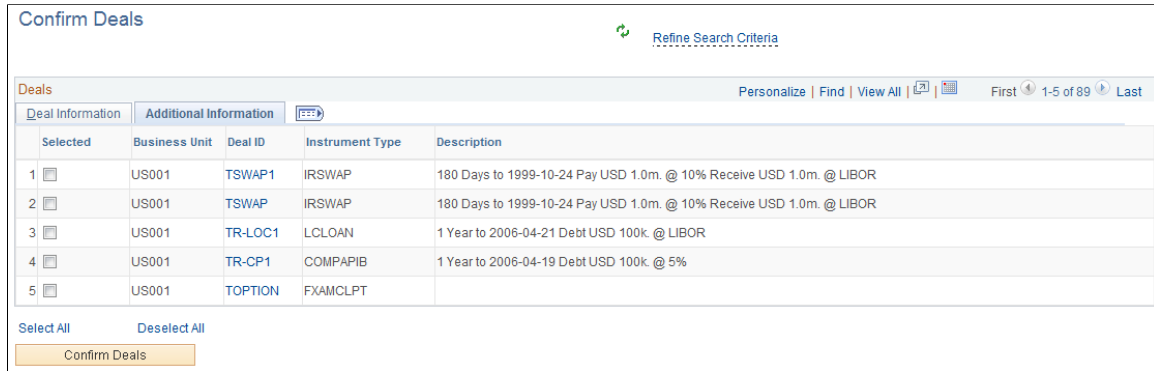 Confirm Deals
Refine Search Criteria
Deals Personalize | Find | View All | | First 1-5 of 89 Last
Deal Information Additional Information
Selected Business Unit Deal ID Instrument Type Description
1 US001 TSWAP1 IRSWAP 180 Days to 1999-10-24 Pay USD 1.0m. @ 10% Receive USD 1.0m. @ LIBOR
2 US001 TSWAP IRSWAP 180 Days to 1999-10-24 Pay USD 1.0m. @ 10% Receive USD 1.0m. @ LIBOR
3 US001 TR-LOC1 LCLOAN 1 Year to 2006-04-21 Debt USD 100k. @ LIBOR
4 US001 TR-CP1 COMPAPIB 1 Year to 2006-04-19 Debt USD 100k. @ 5%
5 US001 TOPTION FXAMCLPT
Select All Deselect All
Confirm Deals